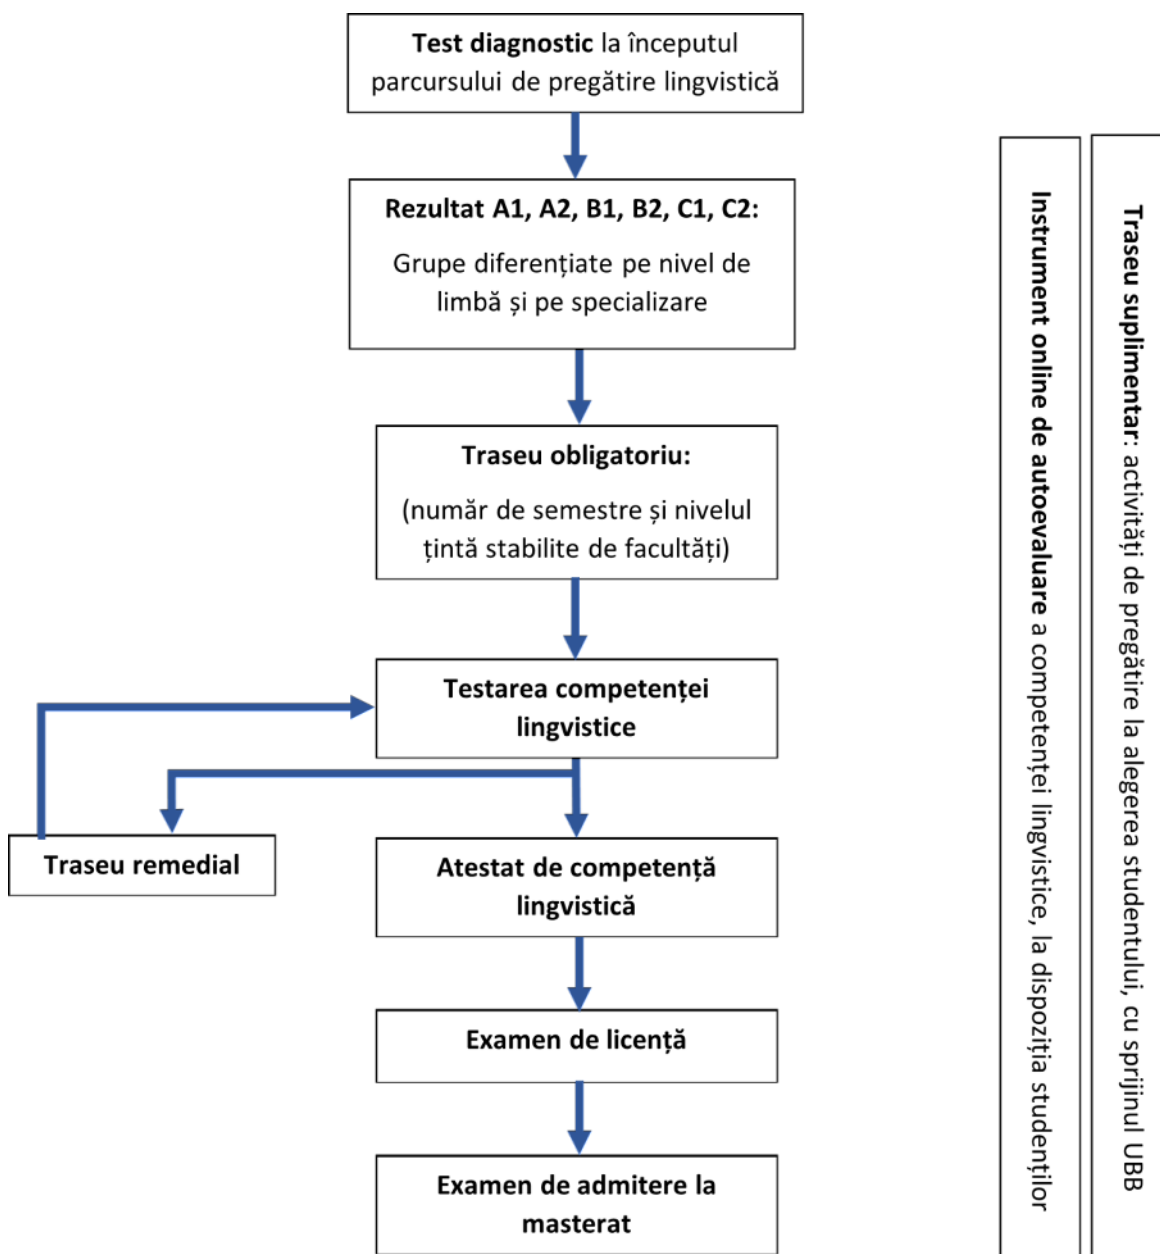 Test diagnostic la începutul
parcursului de pregătire lingvistică
Rezultat A1, A2, B1, B2, C1, C2:
Grupe diferențiate pe nivel de
limbă și pe specializare
Traseu obligatoriu:
(număr de semestre și nivelul
țintă stabilite de facultăți)
Testarea competenței
lingvistice
Traseu remedial
Atestat de competență
lingvistică
Examen de licență
Examen de admitere la
masterat
Instrument online de autoevaluare a competenței lingvistice, la dispoziția studenților
Traseu suplimentar: activități de pregătire la alegerea studentului, cu sprijinul UBB